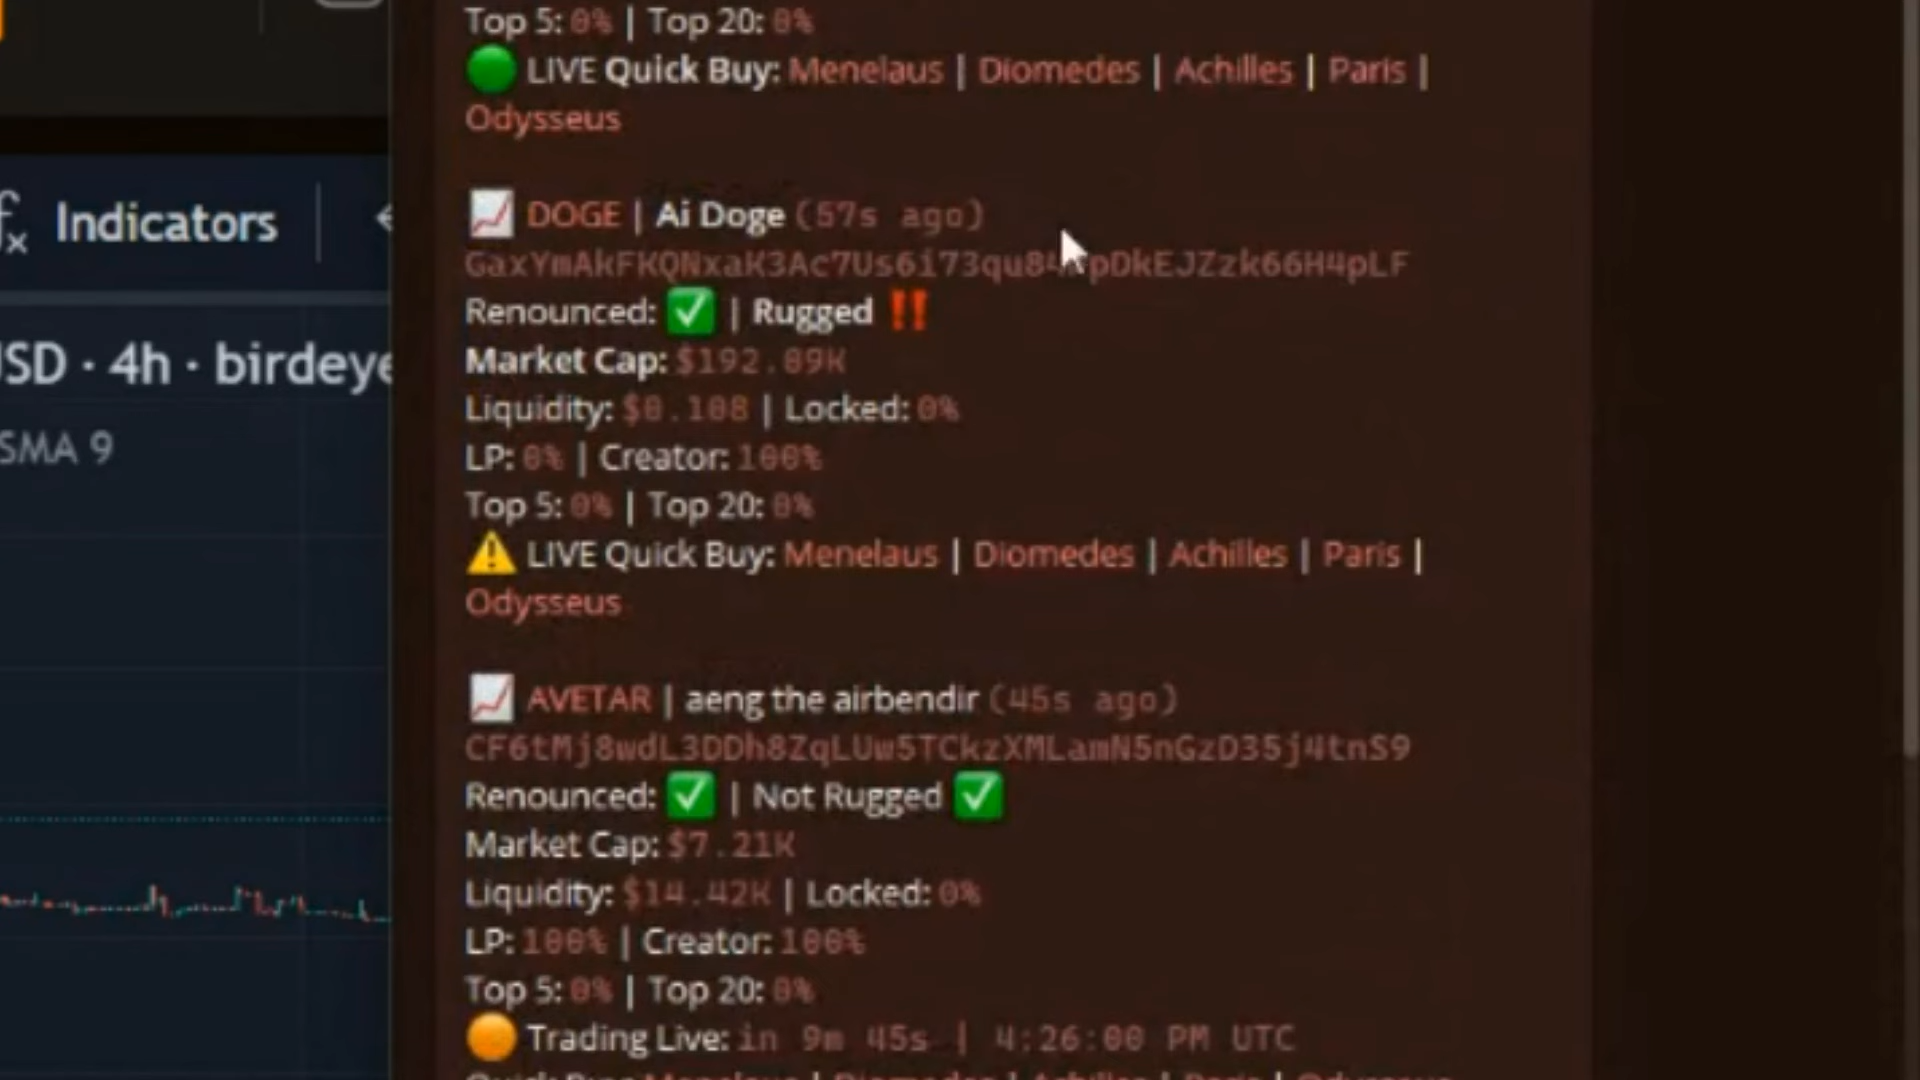 Top 5: 0% | Top 20: 0%
🟢 LIVE Quick Buy: Menelaus | Diomedes | Achilles | Paris |
Odysseus
Indicators
📈 DOGE | Ai Doge (57s ago)
Renounced: ✅ | Rugged ‼️
USD · 4h · birdeye
Market Cap: $192.09K
Liquidity: $0.108 | Locked: 0%
SMA 9
LP: 0% | Creator: 100%
Top 5: 0% | Top 20: 0%
⚠️ LIVE Quick Buy: Menelaus | Diomedes | Achilles | Paris |
Odysseus
📈 AVETAR | aeng the airbendir (45s ago)
CF6tMj8wdL3DDh8ZqLUw5TCkzXMLamN5nGzD35j4tnS9
Renounced: ✅ | Not Rugged ✅
Market Cap: $7.21K
Liquidity: $14.42K | Locked: 0%
LP: 100% | Creator: 100%
Top 5: 0% | Top 20: 0%
🟠 Trading Live: in 9m 45s | 4:26:00 PM UTC